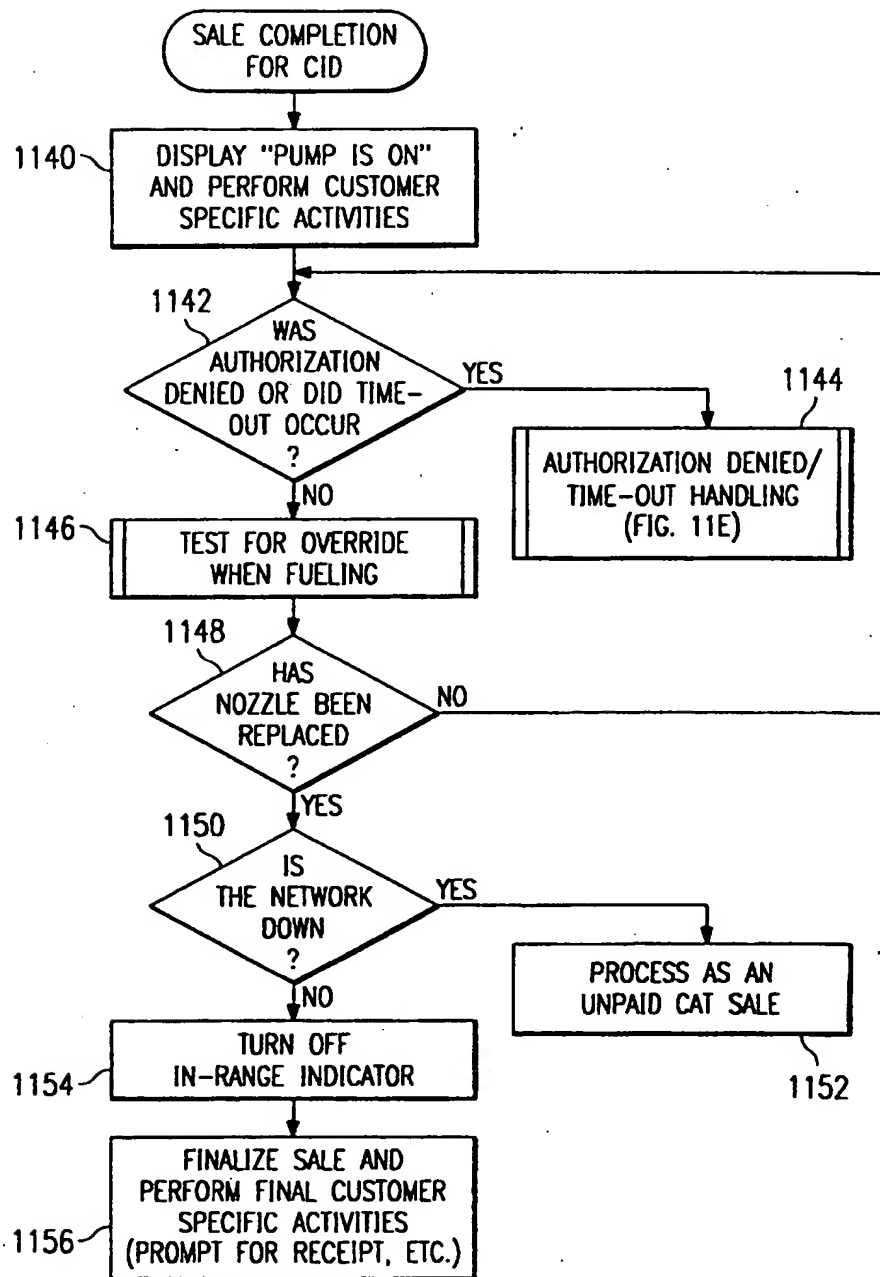 SALE COMPLETION
FOR CID
1140
DISPLAY "PUMP IS ON"
AND PERFORM CUSTOMER
SPECIFIC ACTIVITIES
1142
WAS
AUTHORIZATION
DENIED OR DID TIME-
OUT OCCUR
?
YES
1144
AUTHORIZATION DENIED/
TIME-OUT HANDLING
(FIG. 11E)
NO
1146
TEST FOR OVERRIDE
WHEN FUELING
1148
HAS
NOZZLE BEEN
REPLACED
?
NO
YES
1150
IS
THE NETWORK
DOWN
?
YES
PROCESS AS AN
UNPAID CAT SALE
1152
NO
1154
TURN OFF
IN-RANGE INDICATOR
1156
FINALIZE SALE AND
PERFORM FINAL CUSTOMER
SPECIFIC ACTIVITIES
(PROMPT FOR RECEIPT, ETC.)